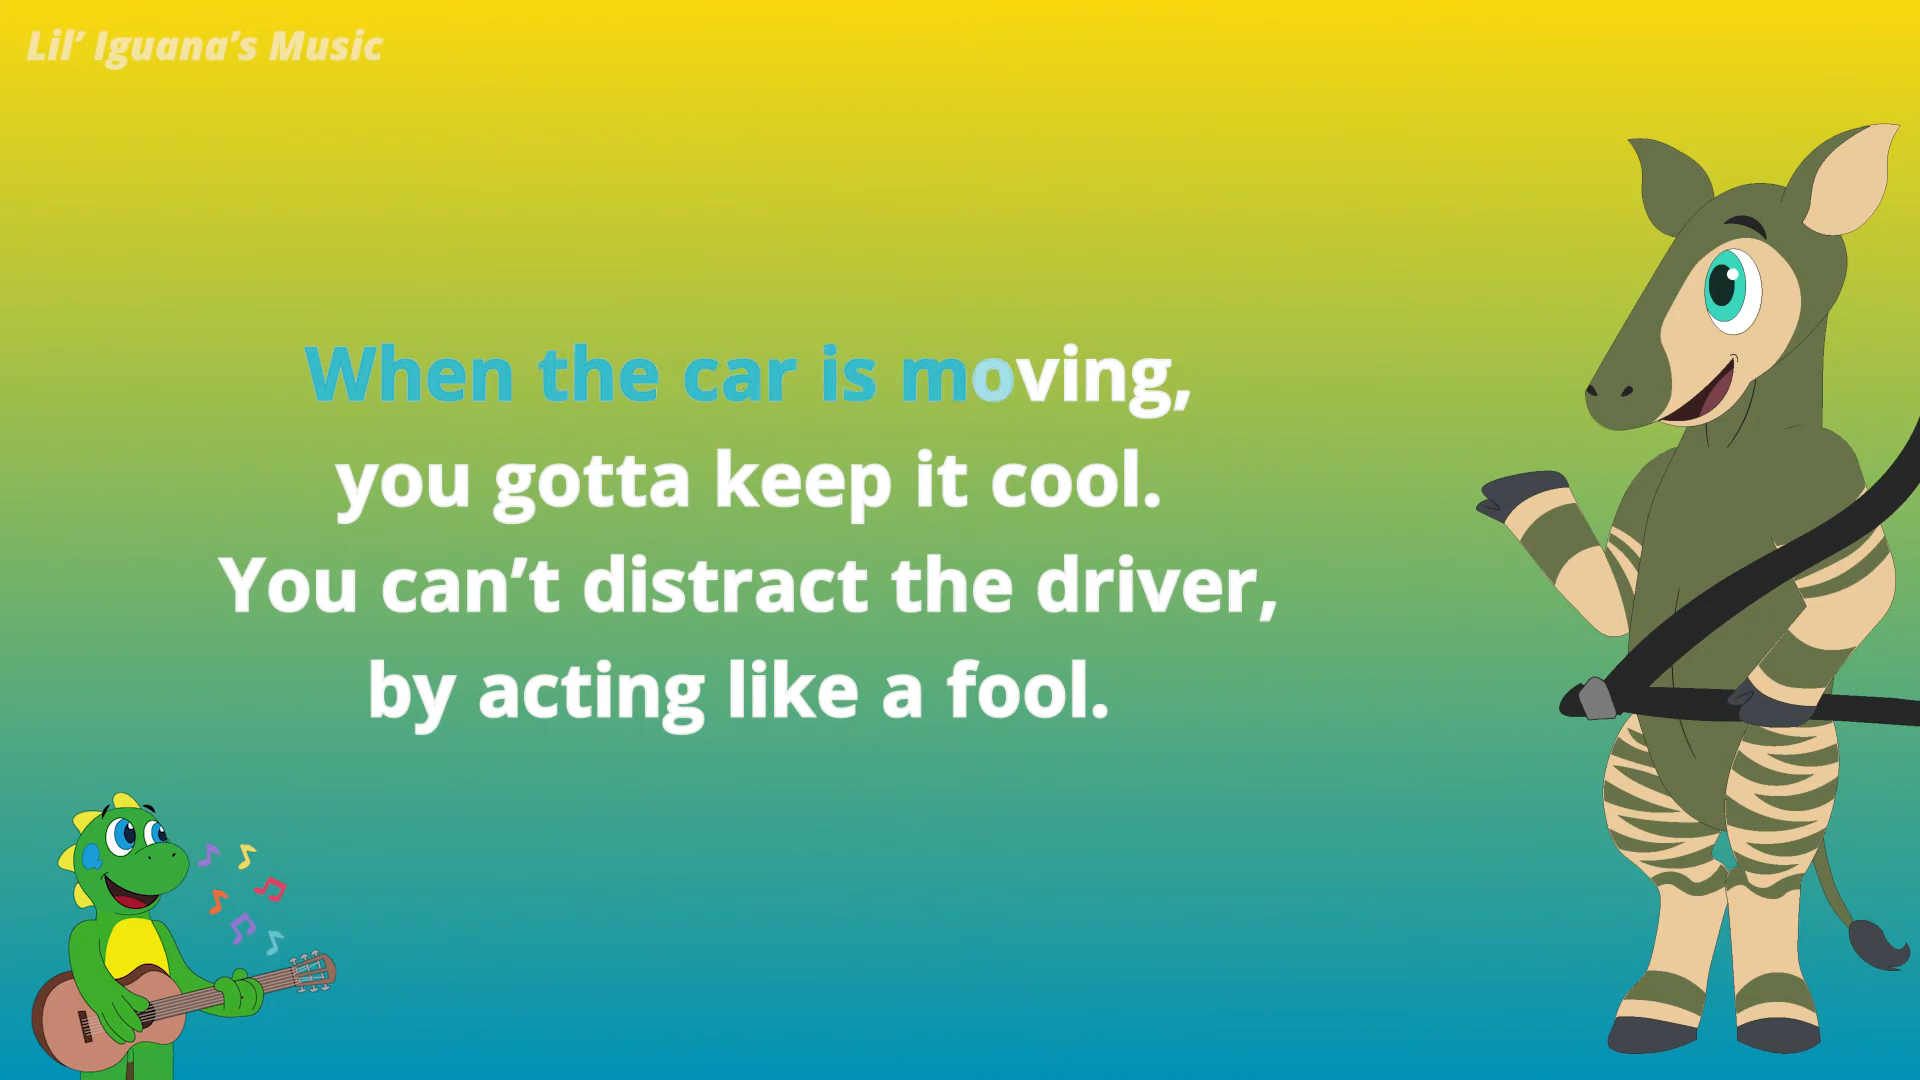 Lil’ Iguana’s Music
When the car is moving,
you gotta keep it cool.
You can’t distract the driver,
by acting like a fool.